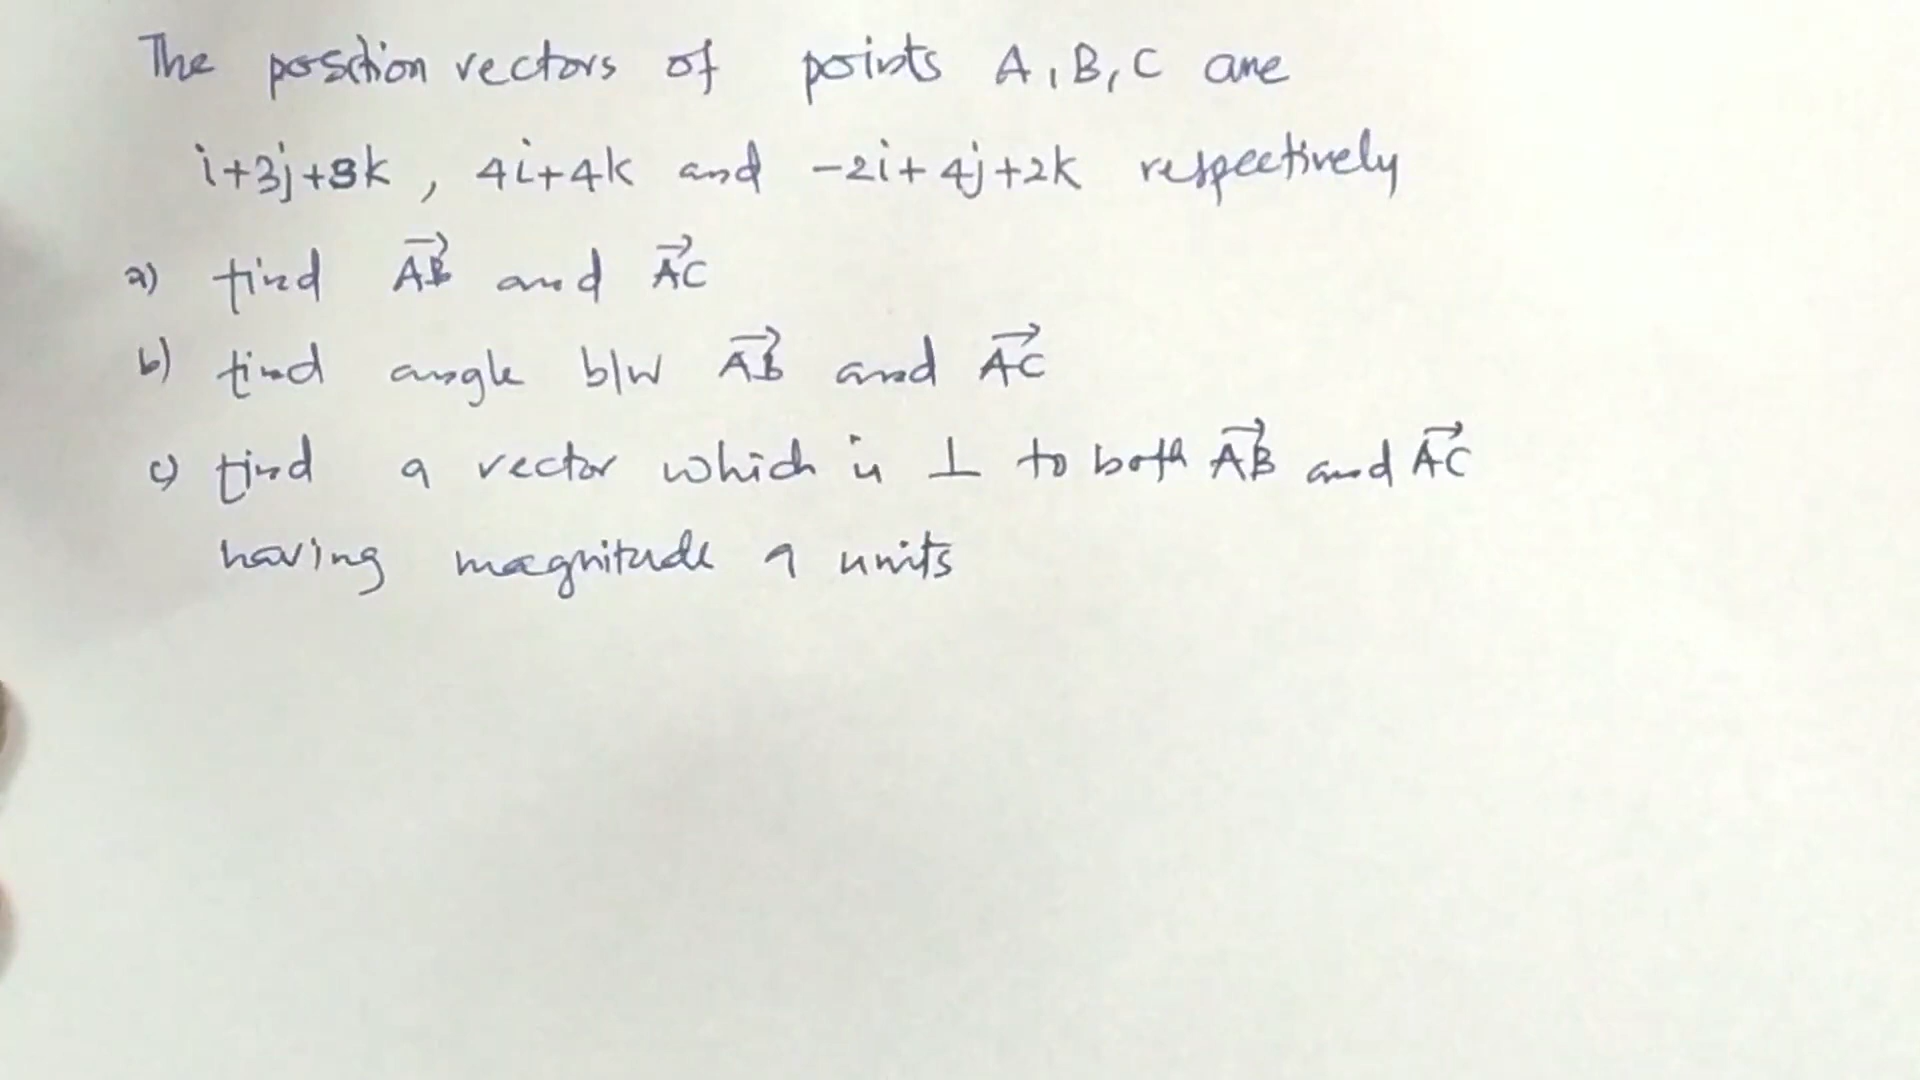 The position vectors of points A, B, C are
i+3j+3k , 4i+4k and -2i+4j+2k respectively
a) find AB⃗ and AC⃗
b) find angle b/w AB⃗ and AC⃗
c) find a vector which is ⊥ to both AB⃗ and AC⃗
having magnitude 9 units